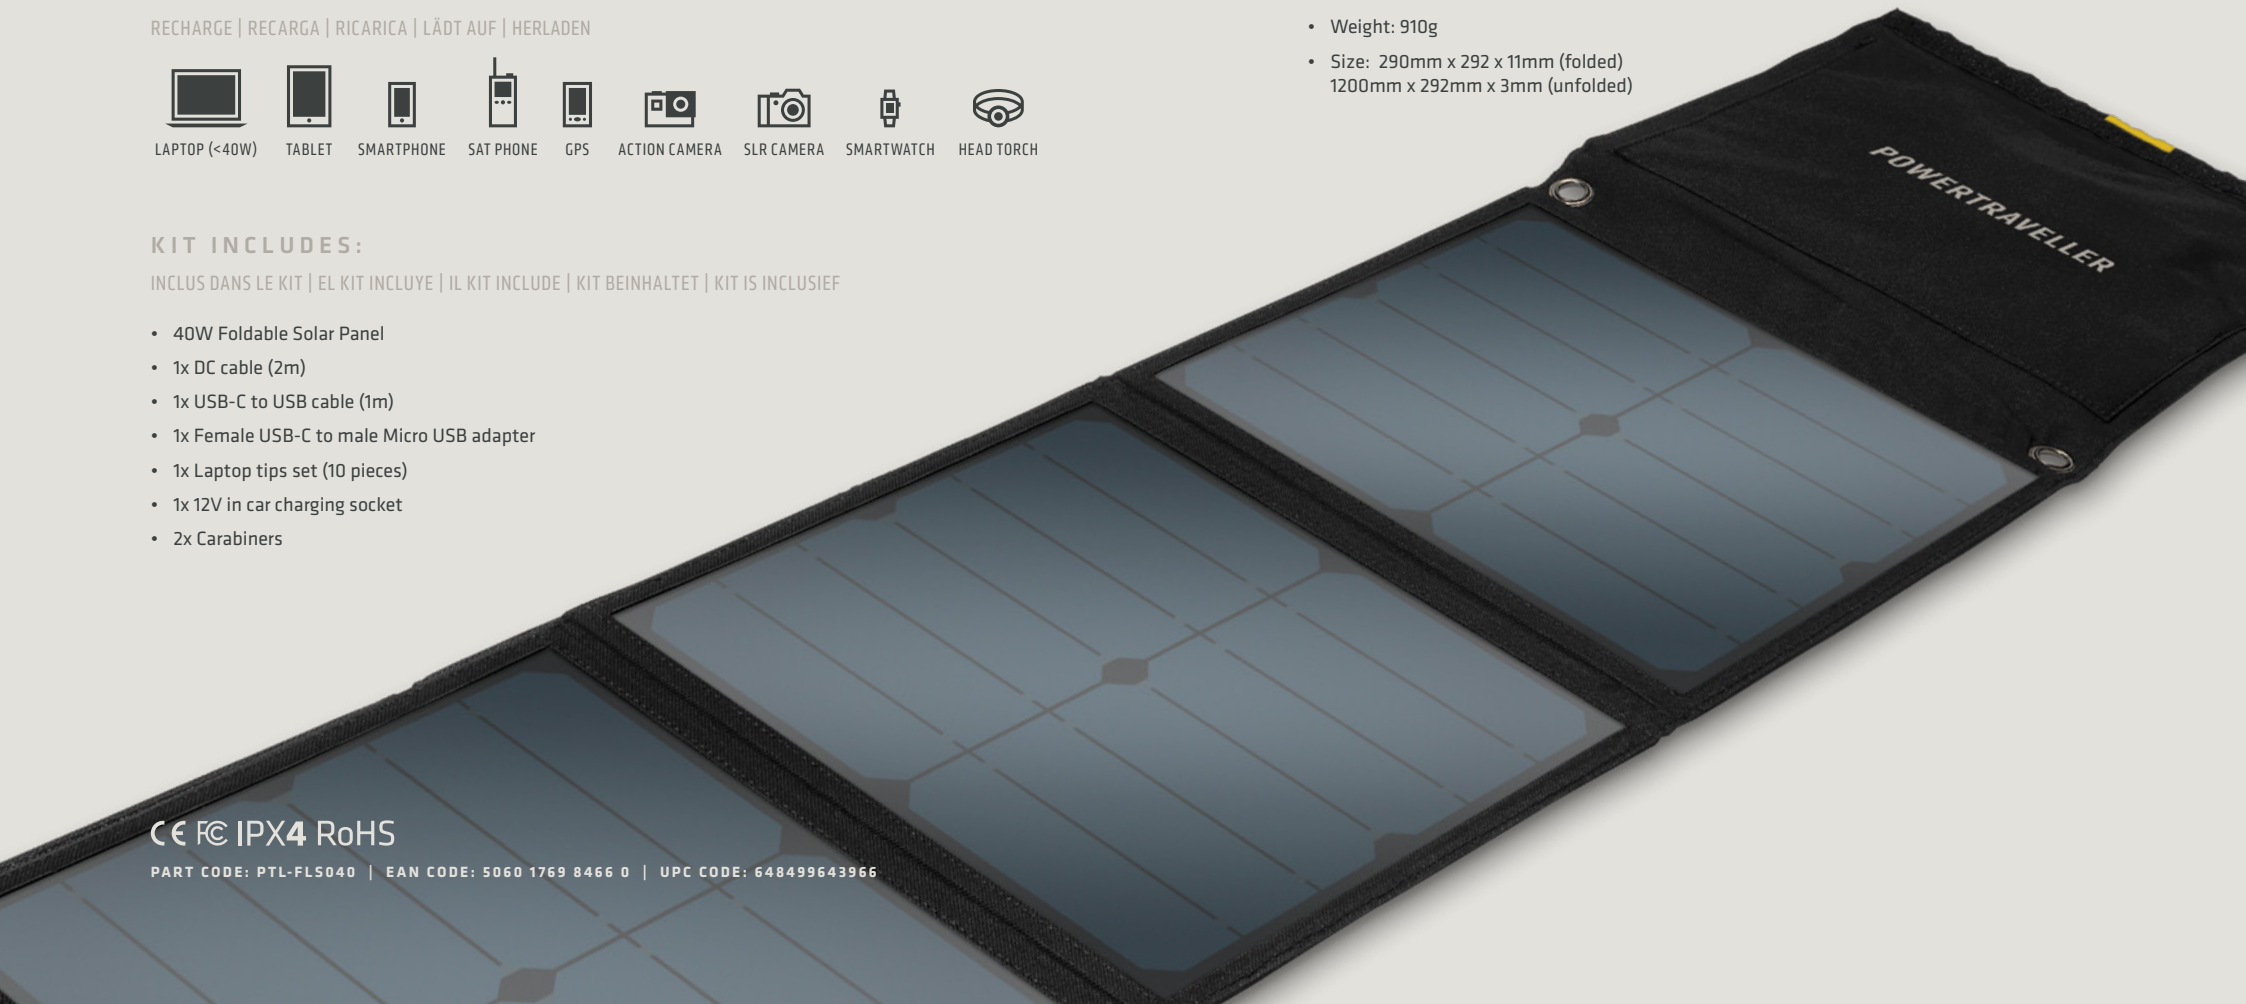 RECHARGE | RECARGA | RICARICA | LÄDT AUF | HERLADEN
LAPTOP (<40W) TABLET SMARTPHONE SAT PHONE GPS ACTION CAMERA SLR CAMERA SMARTWATCH HEAD TORCH
KIT INCLUDES:
INCLUS DANS LE KIT | EL KIT INCLUYE | IL KIT INCLUDE | KIT BEINHALTET | KIT IS INCLUSIEF
• 40W Foldable Solar Panel
• 1x DC cable (2m)
• 1x USB-C to USB cable (1m)
• 1x Female USB-C to male Micro USB adapter
• 1x Laptop tips set (10 pieces)
• 1x 12V in car charging socket
• 2x Carabiners
• Weight: 910g
• Size: 290mm x 292 x 11mm (folded)
1200mm x 292mm x 3mm (unfolded)
POWERTRAVELLER
CE FC IPX4 RoHS
PART CODE: PTL-FLS040 | EAN CODE: 5060 1769 8466 0 | UPC CODE: 648499643966